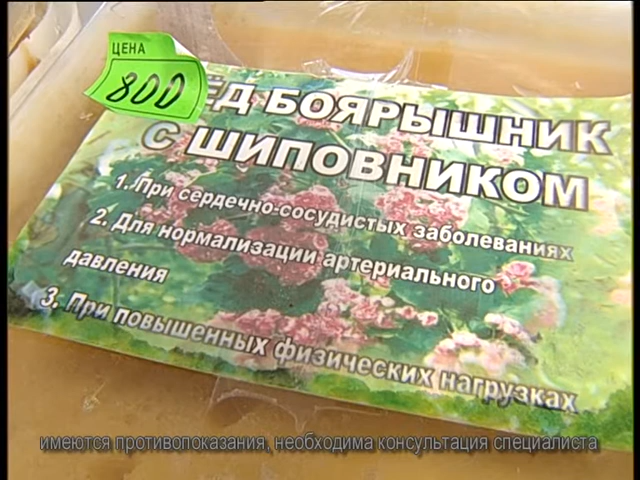 ЦЕНА
800
ЁД БОЯРЫШНИК
С ШИПОВНИКОМ
1. При сердечно-сосудистых заболеваниях
2. Для нормализации артериального
давления
3. При повышенных физических нагрузках
имеются противопоказания, необходима консультация специалиста